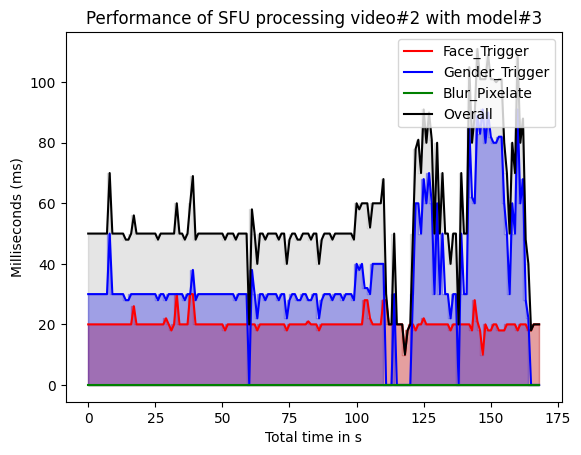 Performance of SFU processing video#2 with model#3
Face_Trigger
Gender_Trigger
Blur_Pixelate
Overall
Milliseconds (ms)
100
80
60
40
20
0
0 25 50 75 100 125 150 175
Total time in s